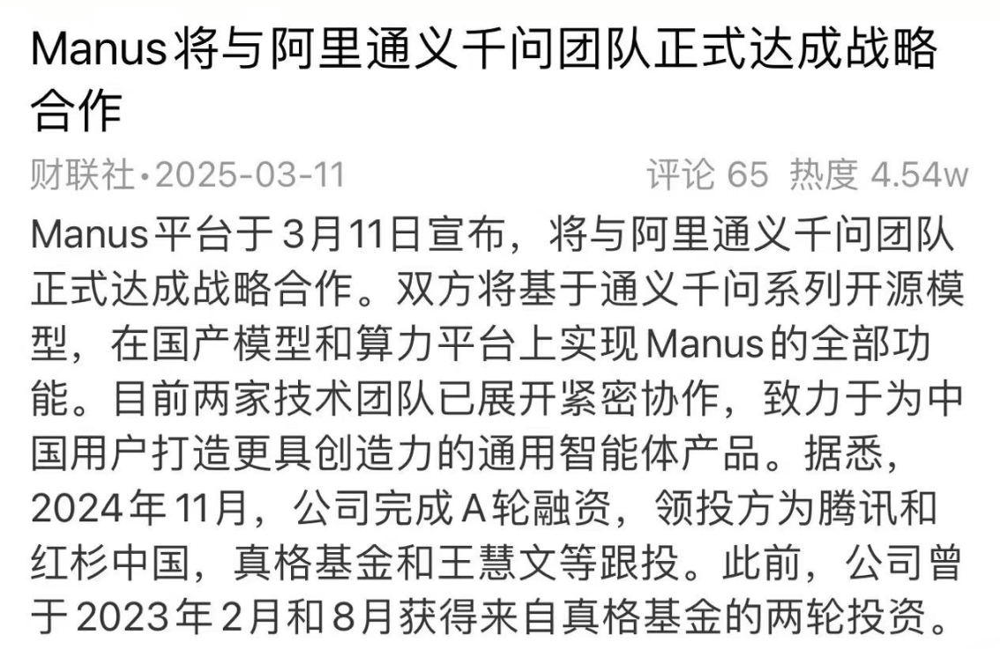 Manus将与阿里通义千问团队正式达成战略
合作
财联社·2025-03-11 评论 65 热度 4.54w
Manus平台于3月11日宣布，将与阿里通义千问团队
正式达成战略合作。双方将基于通义千问系列开源模
型，在国产模型和算力平台上实现Manus的全部功
能。目前两家技术团队已展开紧密协作，致力于为中
国用户打造更具创造力的通用智能体产品。据悉，
2024年11月，公司完成A轮融资，领投方为腾讯和
红杉中国，真格基金和王慧文等跟投。此前，公司曾
于2023年2月和8月获得来自真格基金的两轮投资。